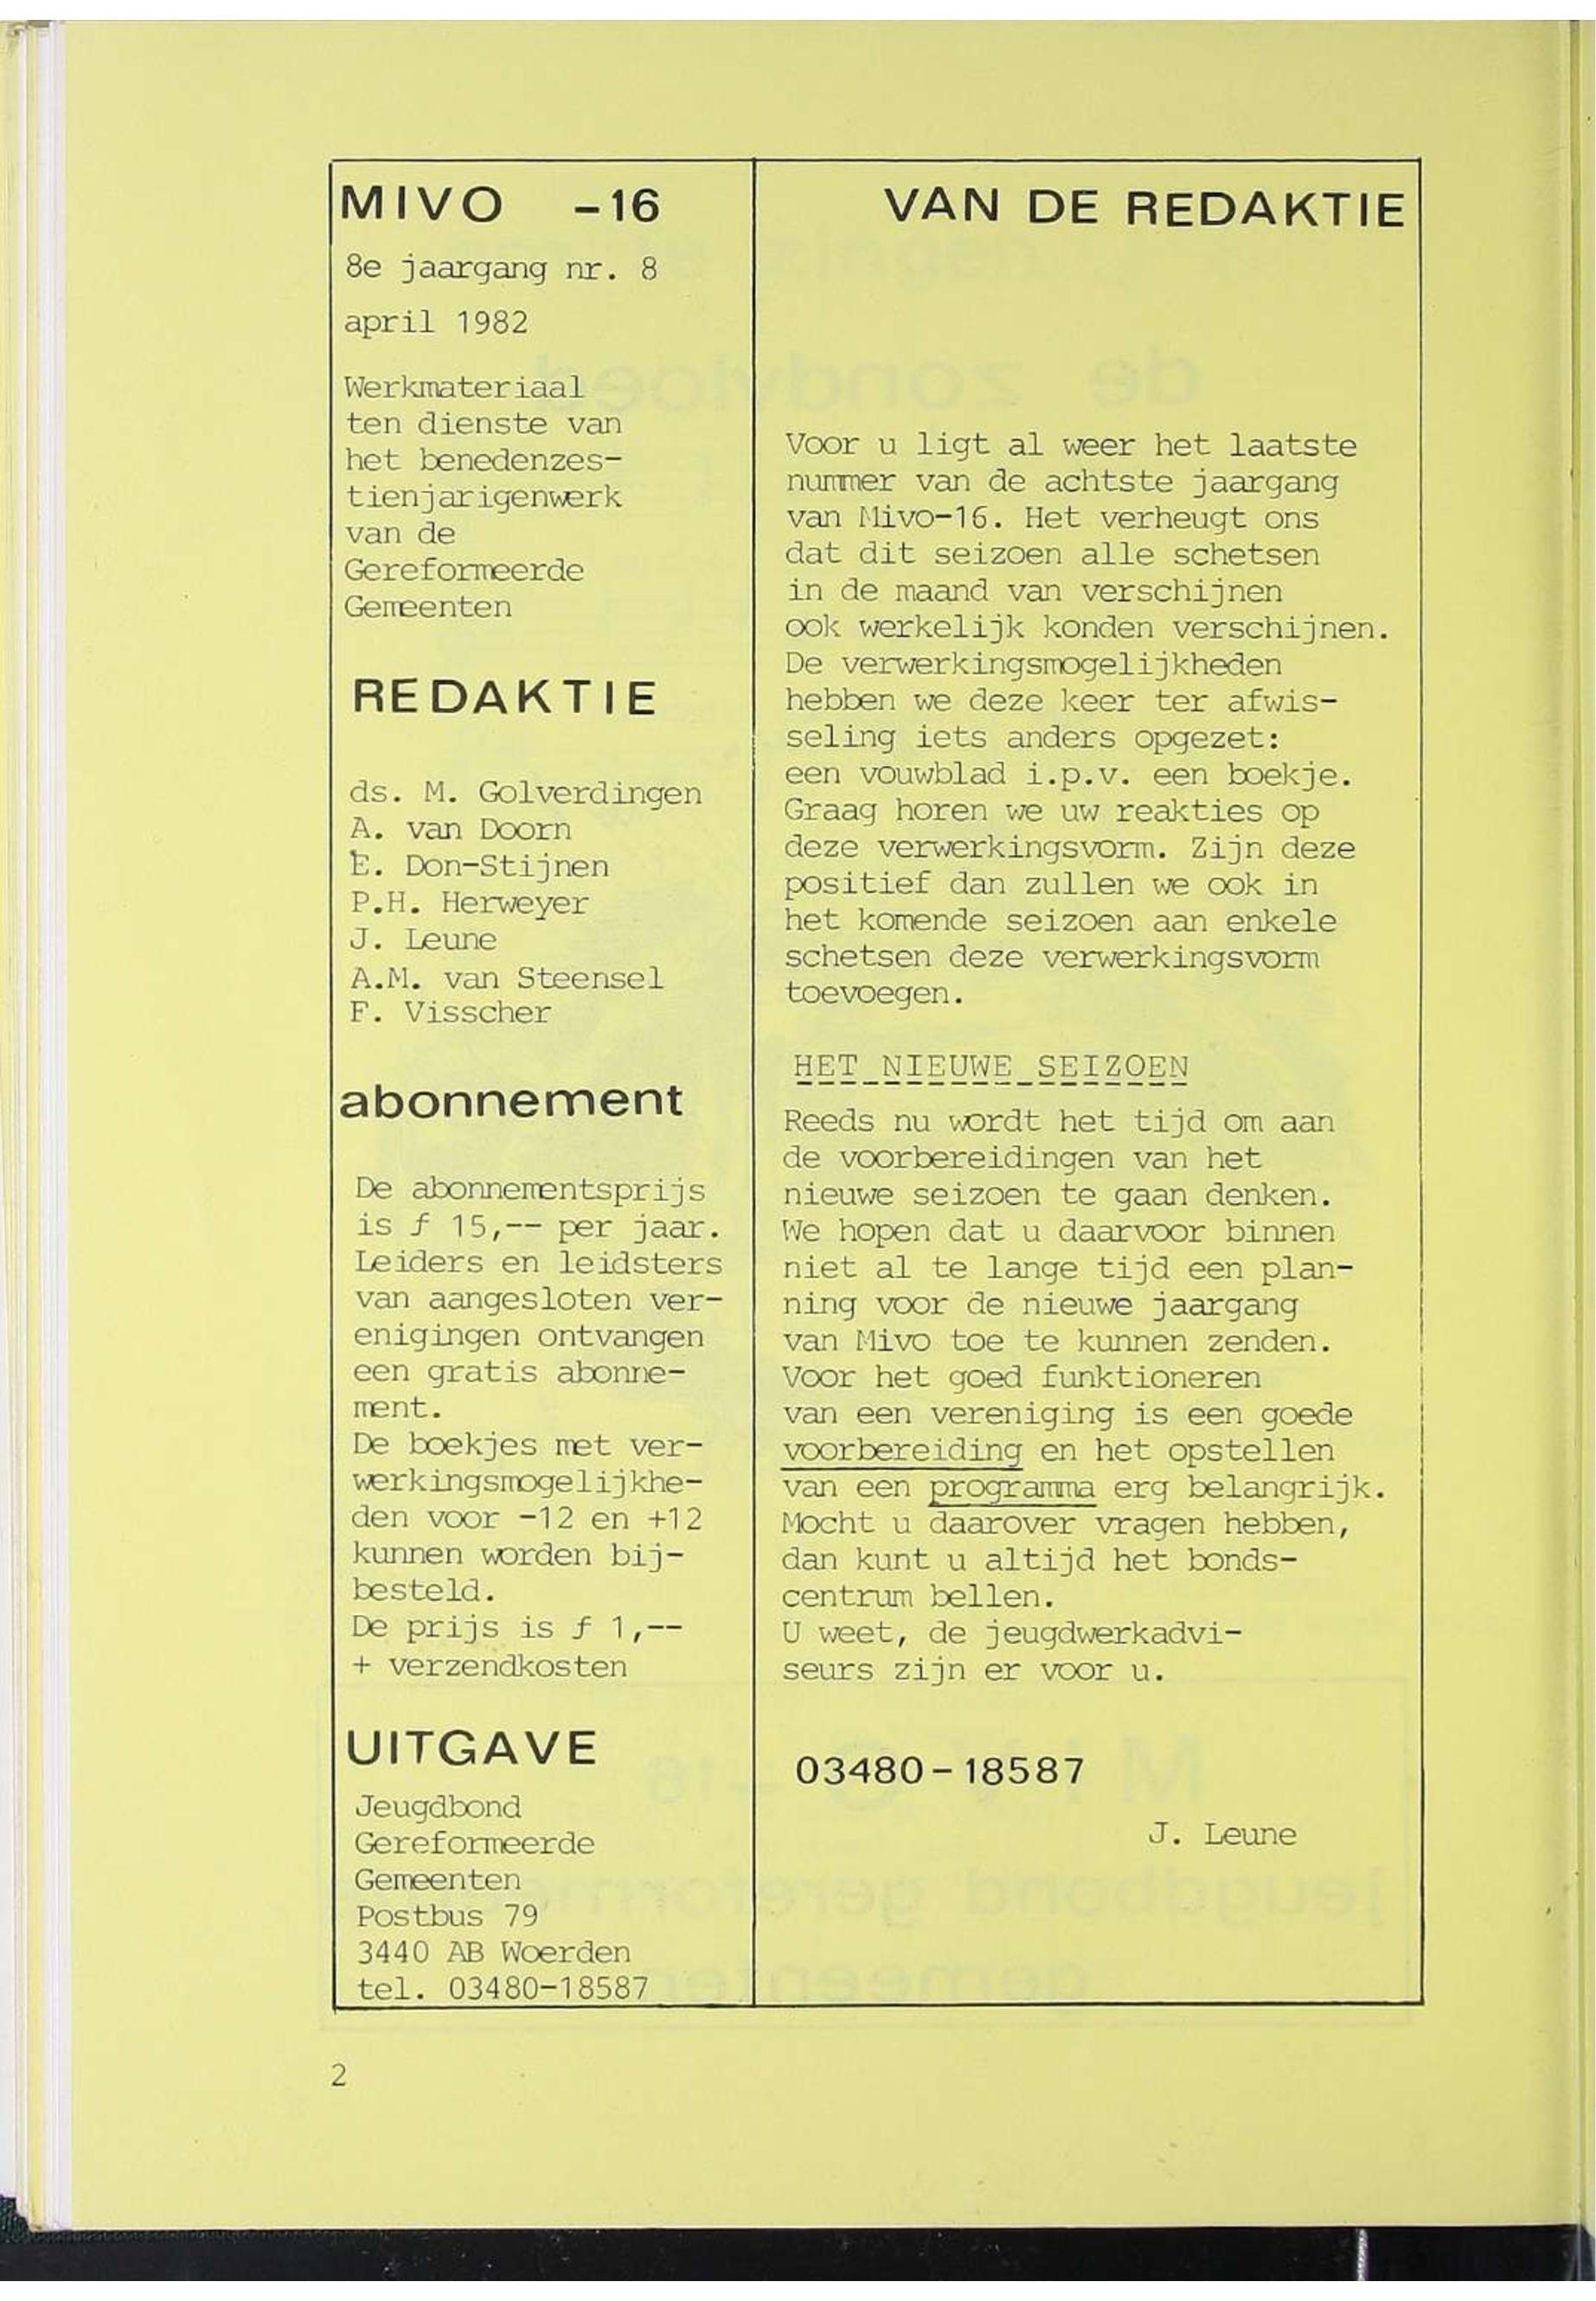 MIVO -16
8e jaargang nr. 8
april 1982
Werkmateriaal
ten dienste van
het benedenzes-
tienjarigenwerk
van de
Gereformeerde
Gemeenten
REDAKTIE
ds. M. Golverdingen
A. van Doorn
E. Don-Stijnen
P.H. Herweyer
J. Leune
A.M. van Steensel
F. Visscher
abonnement
De abonnementsprijs
is f 15,-- per jaar.
Leiders en leidsters
van aangesloten ver-
enigingen ontvangen
een gratis abonne-
ment.
De boekjes met ver-
werkingsmogelijkhe-
den voor -12 en +12
kunnen worden bij-
besteld.
De prijs is f 1,--
+ verzendkosten
UITGAVE
Jeugdbond
Gereformeerde
Gemeenten
Postbus 79
3440 AB Woerden
tel. 03480-18587
VAN DE REDAKTIE
Voor u ligt al weer het laatste
nummer van de achtste jaargang
van Mivo-16. Het verheugt ons
dat dit seizoen alle schetsen
in de maand van verschijnen
ook werkelijk konden verschijnen.
De verwerkingsmogelijkheden
hebben we deze keer ter afwis-
seling iets anders opgezet:
een vouwblad i.p.v. een boekje.
Graag horen we uw reakties op
deze verwerkingsvorm. Zijn deze
positief dan zullen we ook in
het komende seizoen aan enkele
schetsen deze verwerkingsvorm
toevoegen.
HET NIEUWE SEIZOEN
Reeds nu wordt het tijd om aan
de voorbereidingen van het
nieuwe seizoen te gaan denken.
We hopen dat u daarvoor binnen
niet al te lange tijd een plan-
ning voor de nieuwe jaargang
van Mivo toe te kunnen zenden.
Voor het goed funktioneren
van een vereniging is een goede
voorbereiding en het opstellen
van een programma erg belangrijk.
Mocht u daarover vragen hebben,
dan kunt u altijd het bonds-
centrum bellen.
U weet, de jeugdwerkadvi-
seurs zijn er voor u.
03480-18587
J. Leune
2